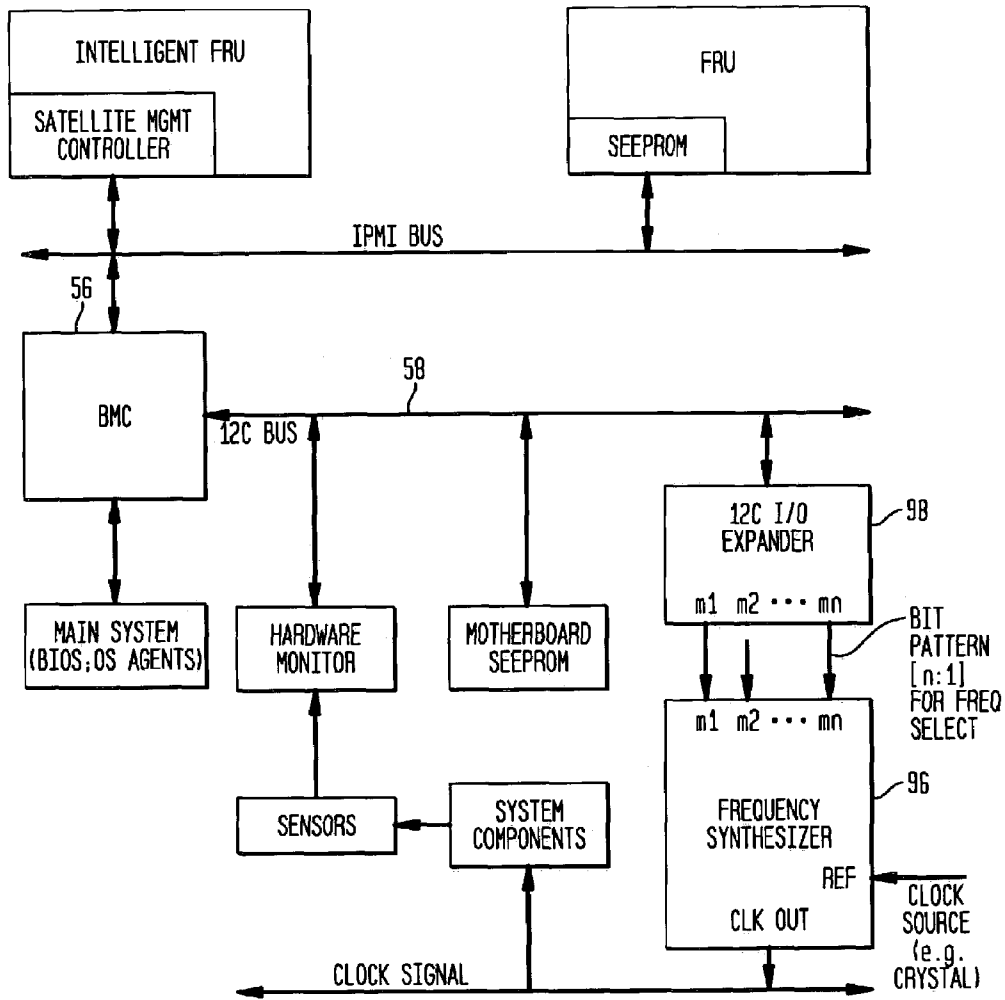 INTELLIGENT FRU
SATELLITE MGMT
CONTROLLER
FRU
SEEPROM
IPMI BUS
56
BMC
58
12C BUS
12C I/O
EXPANDER
98
m1 m2 ••• mn
MAIN SYSTEM
(BIOS;OS AGENTS)
HARDWARE
MONITOR
MOTHERBOARD
SEEPROM
BIT
PATTERN
[n:1]
FOR FREQ
SELECT
m1 m2 ••• mn
96
SENSORS
SYSTEM
COMPONENTS
FREQUENCY
SYNTHESIZER
REF
CLK OUT
CLOCK
SOURCE
(e.g.
CRYSTAL)
CLOCK SIGNAL